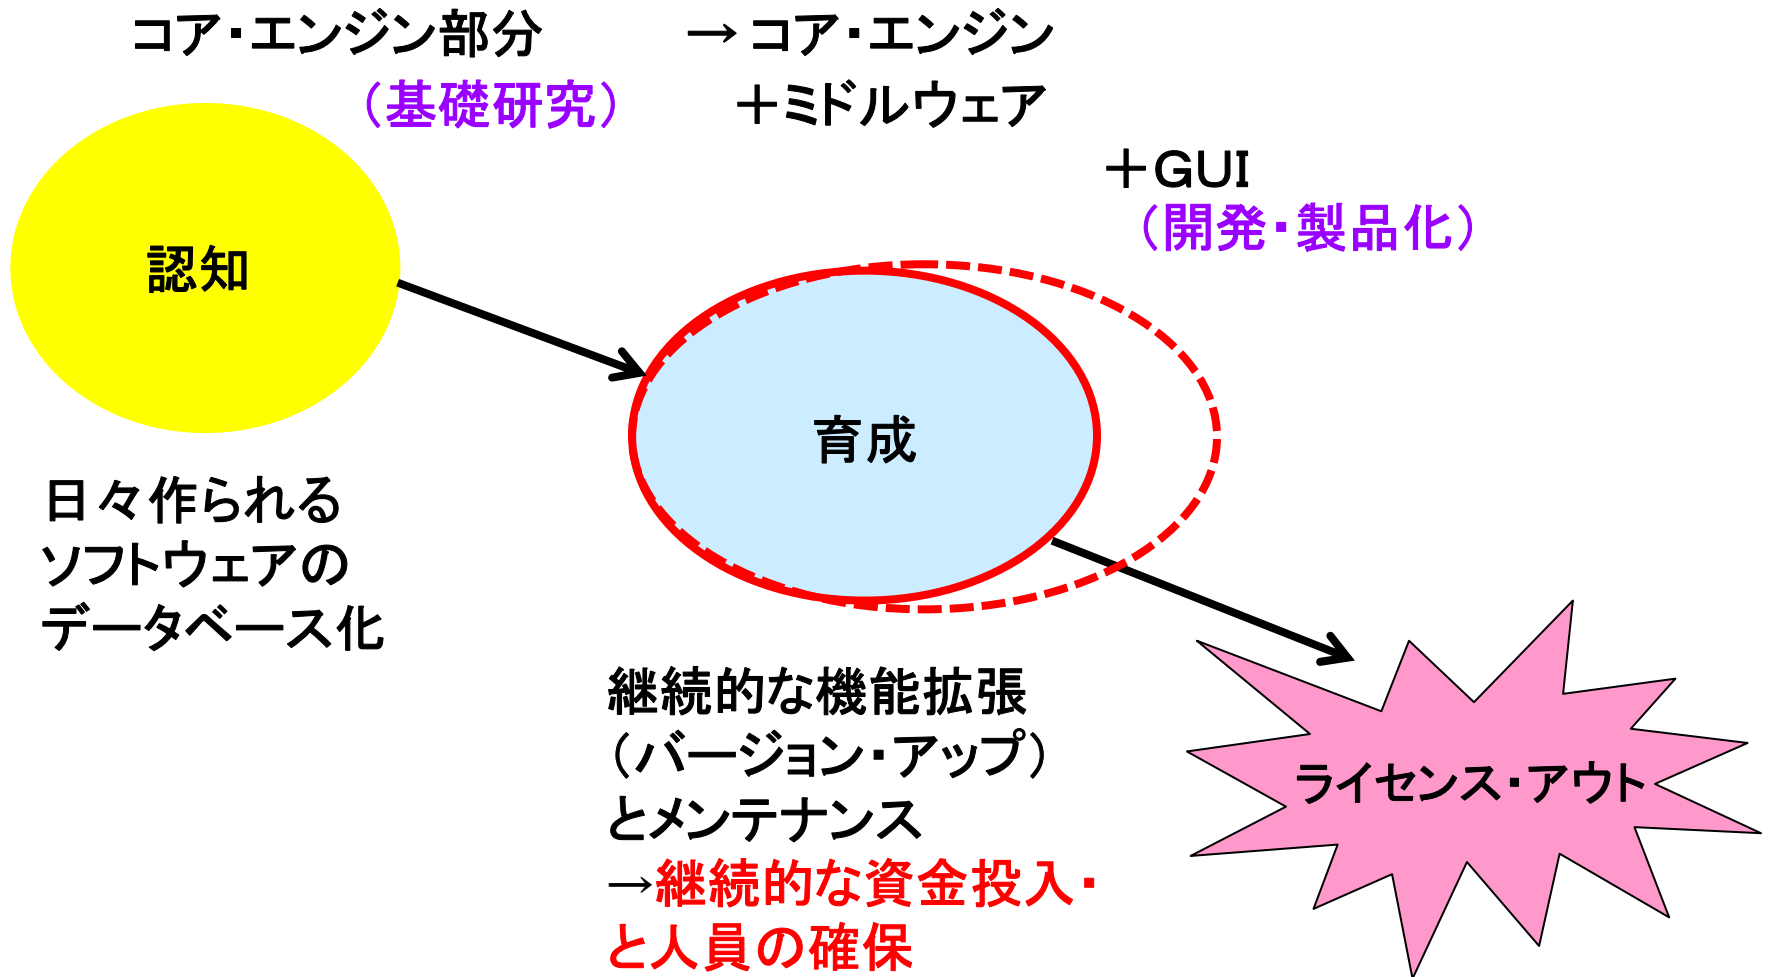 コア・エンジン部分
→コア・エンジン
（基礎研究）
＋ミドルウェア
＋GUI
（開発・製品化）
認知
育成
日々作られる
ソフトウェアの
データベース化
継続的な機能拡張
（バージョン・アップ）
とメンテナンス
→継続的な資金投入・
と人員の確保
ライセンス・アウト